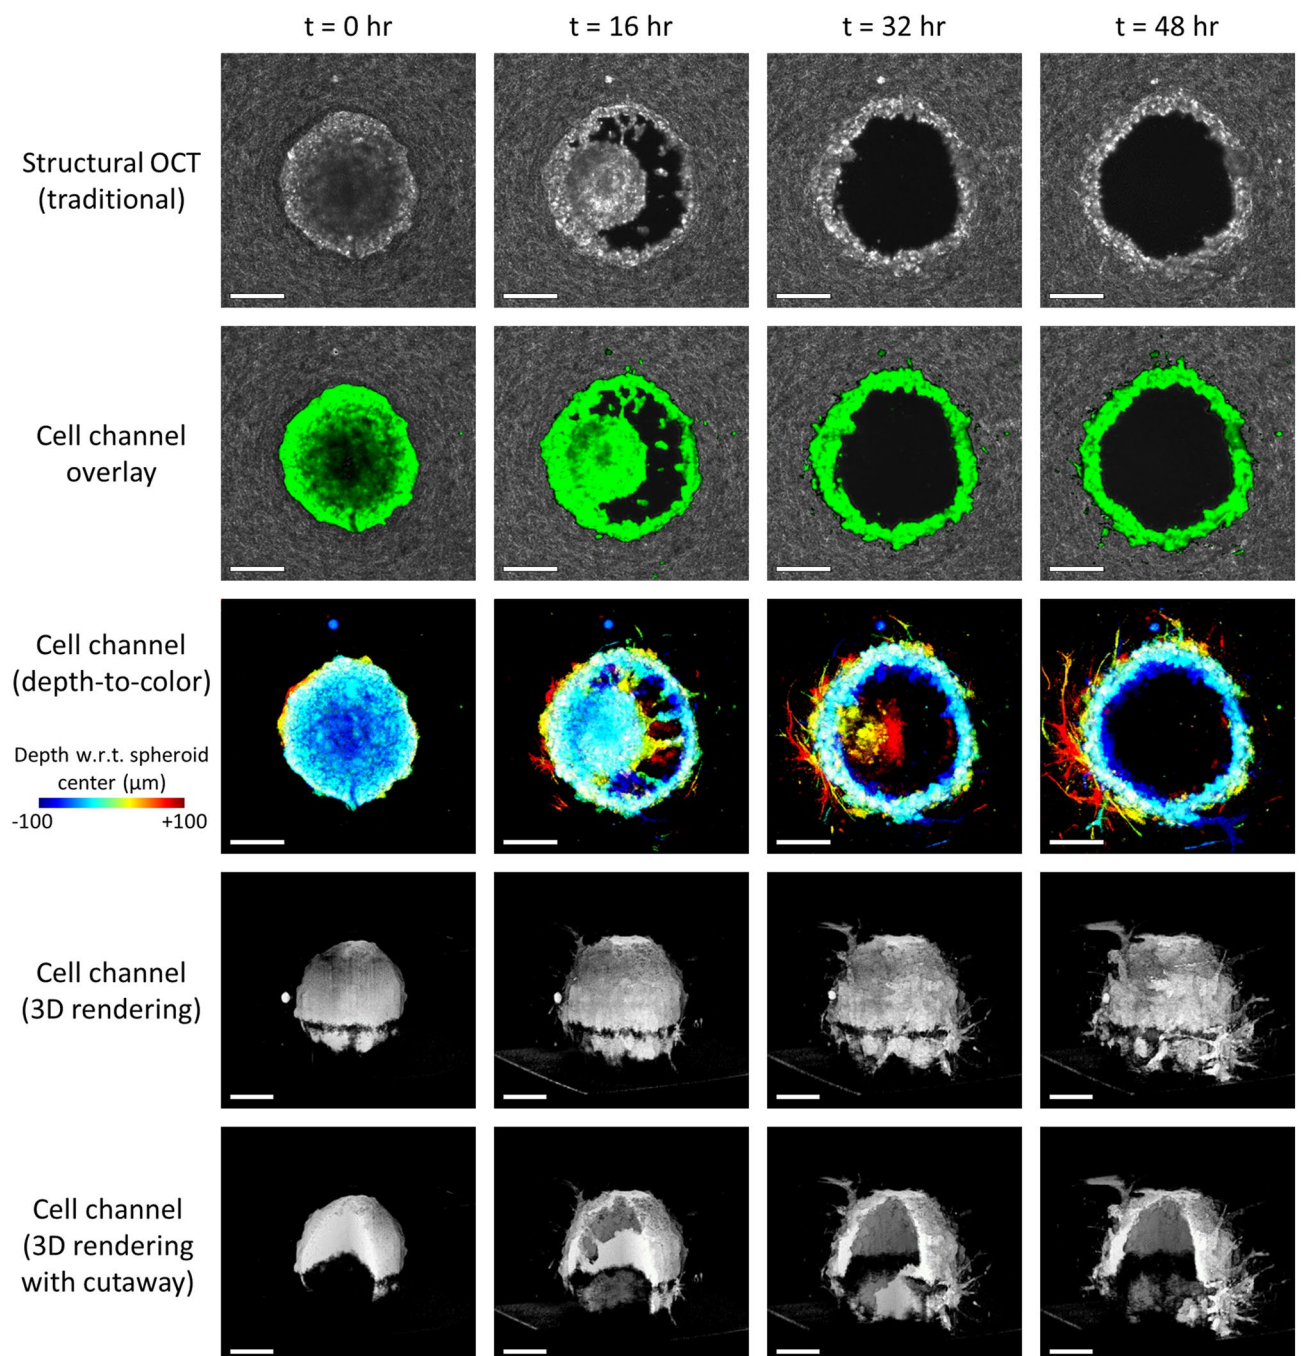 t = 0 hr
t = 16 hr
t = 32 hr
t = 48 hr
Structural OCT
(traditional)
Cell channel
overlay
Cell channel
(depth-to-color)
Depth w.r.t. spheroid
center (µm)
-100
+100
Cell channel
(3D rendering)
Cell channel
(3D rendering
with cutaway)